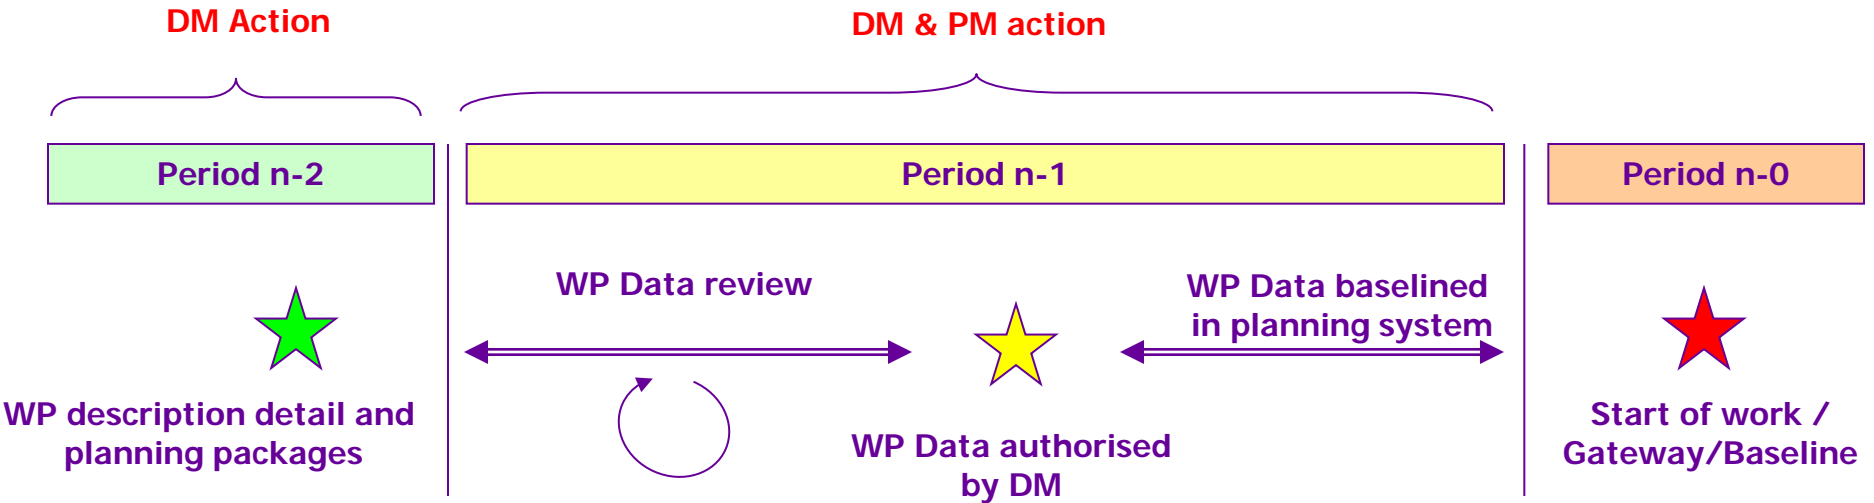 DM Action
DM & PM action
Period n-2
Period n-1
Period n-0
WP Data review
WP Data baselined
in planning system
WP description detail and
planning packages
WP Data authorised
by DM
Start of work /
Gateway/Baseline